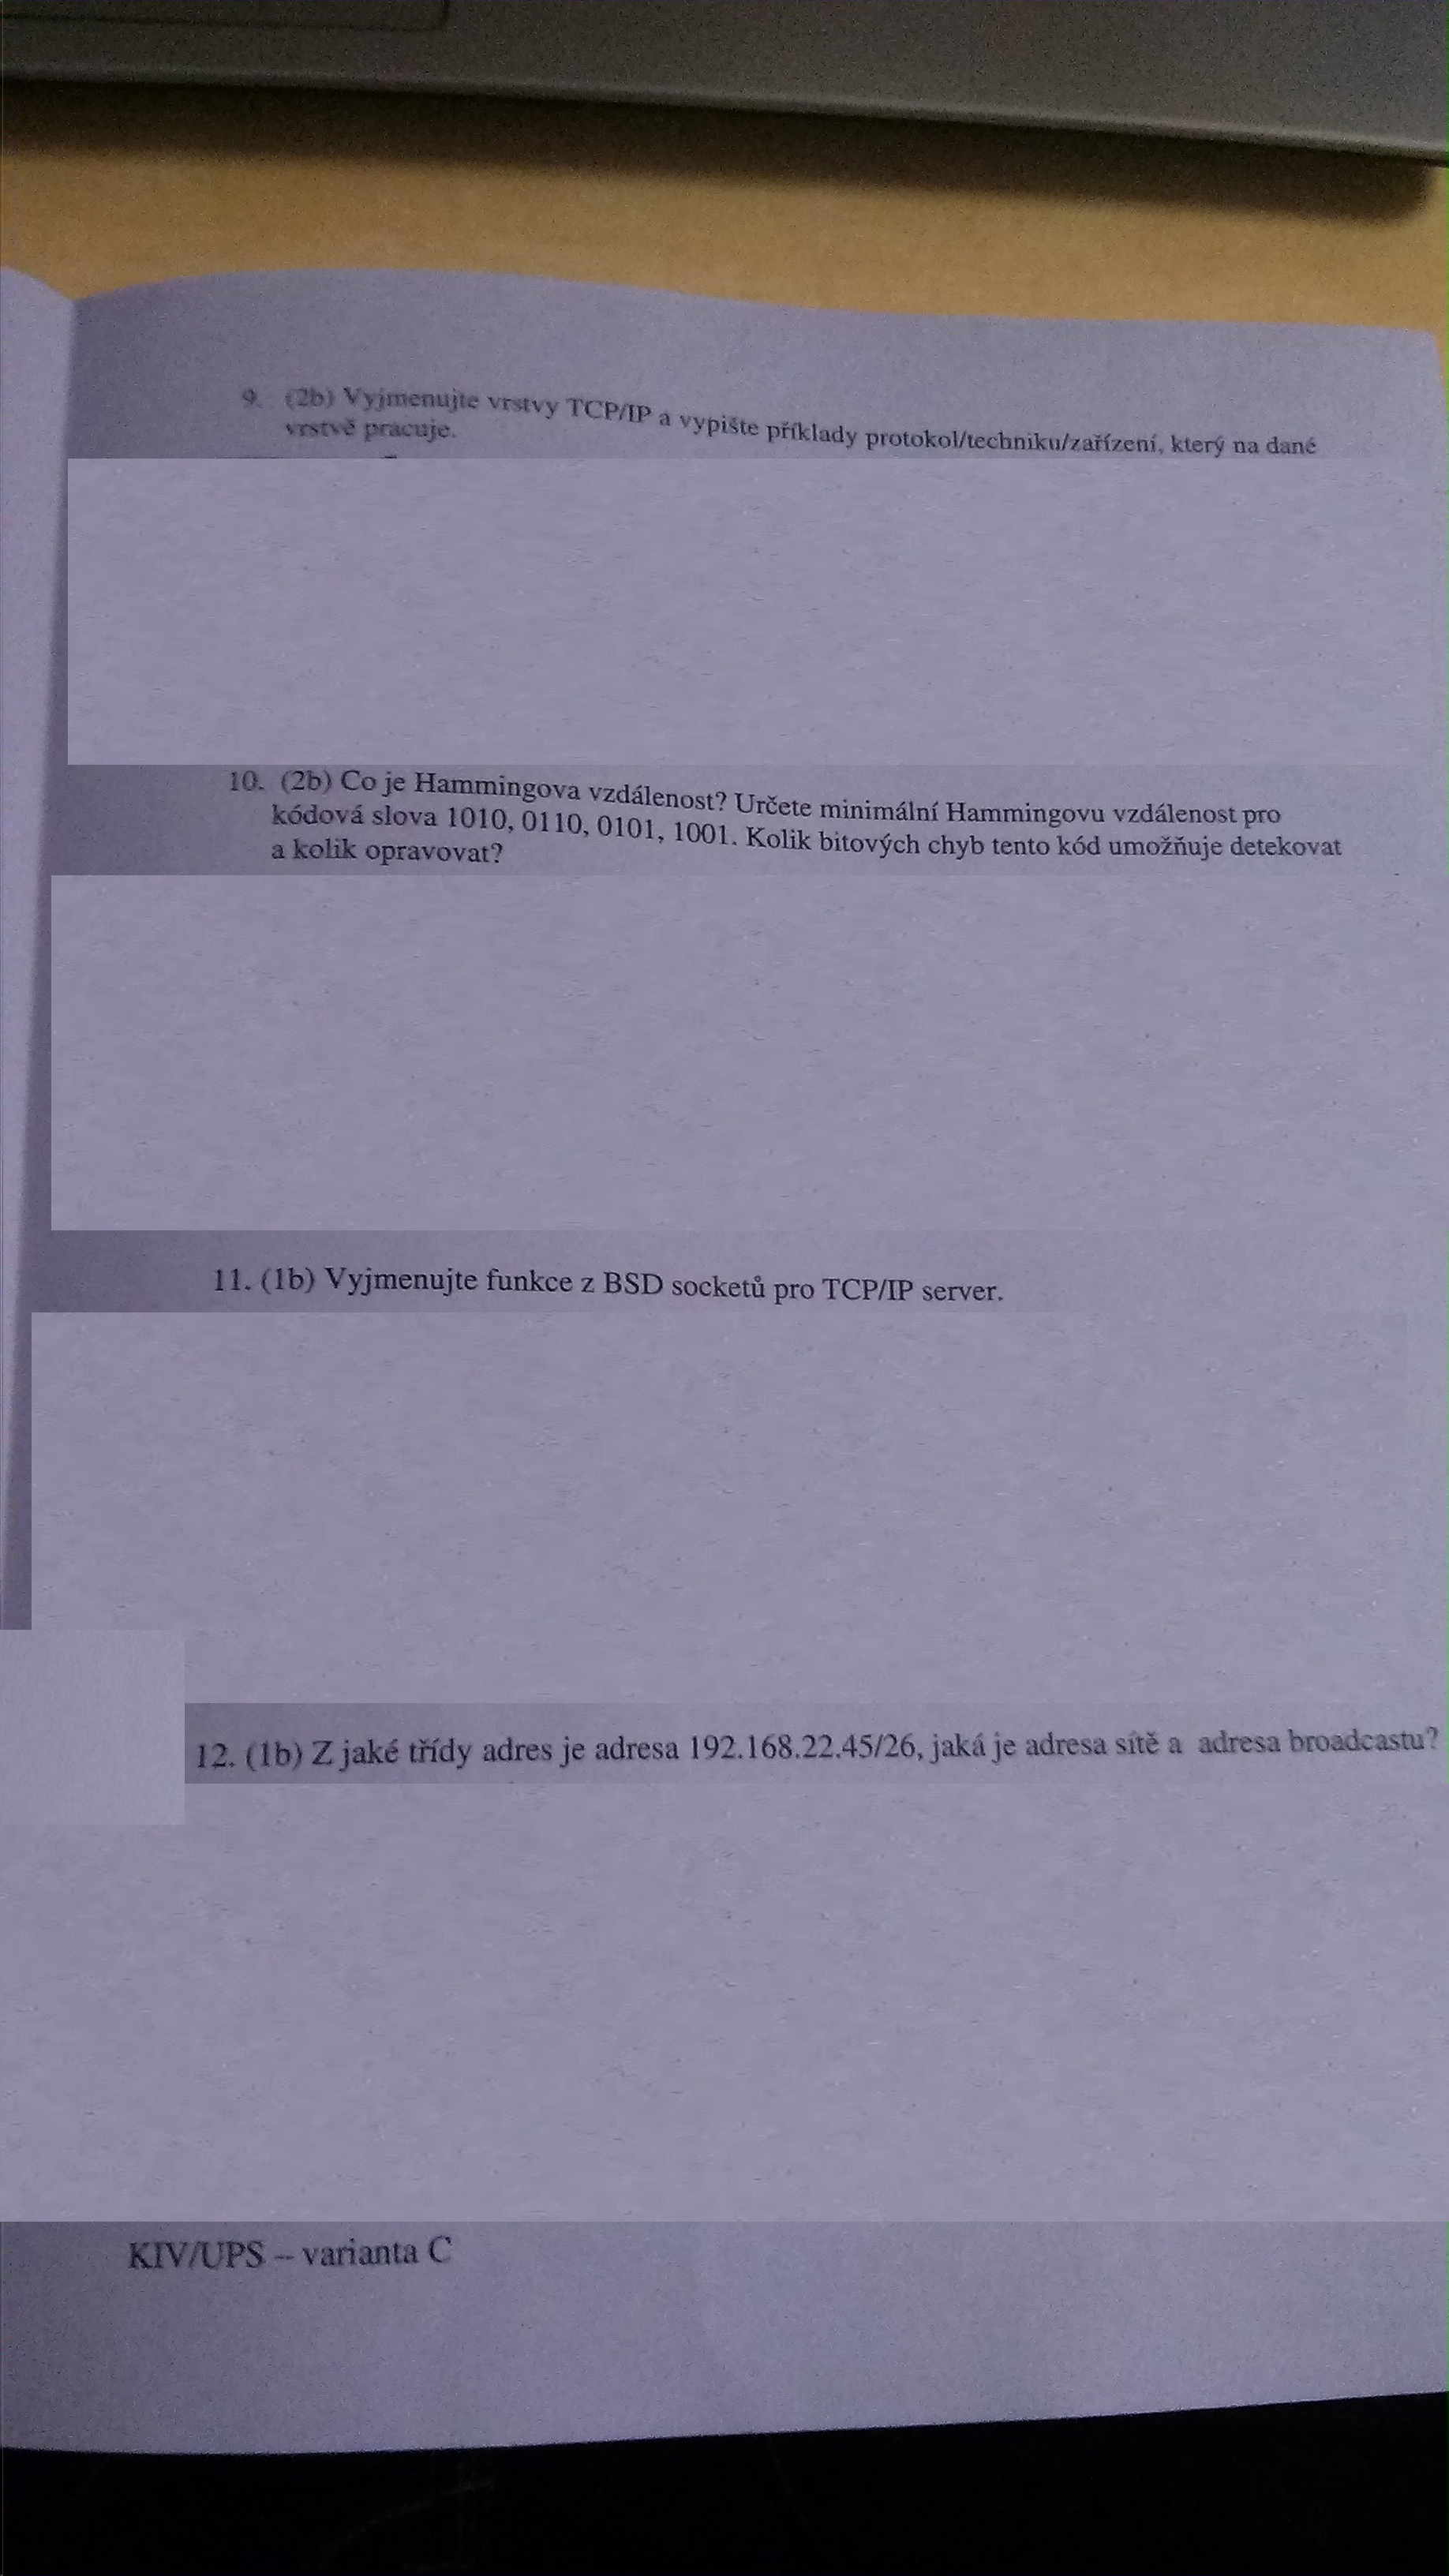 9. (2b) Vyjmenujte vrstvy TCP/IP a vypište příklady protokol/techniku/zařízení, který na dané
vrstvě pracuje.
10. (2b) Co je Hammingova vzdálenost? Určete minimální Hammingovu vzdálenost pro
kódová slova 1010, 0110, 0101, 1001. Kolik bitových chyb tento kód umožňuje detekovat
a kolik opravovat?
11. (1b) Vyjmenujte funkce z BSD socketů pro TCP/IP server.
12. (1b) Z jaké třídy adres je adresa 192.168.22.45/26, jaká je adresa sítě a adresa broadcastu?
KIV/UPS – varianta C